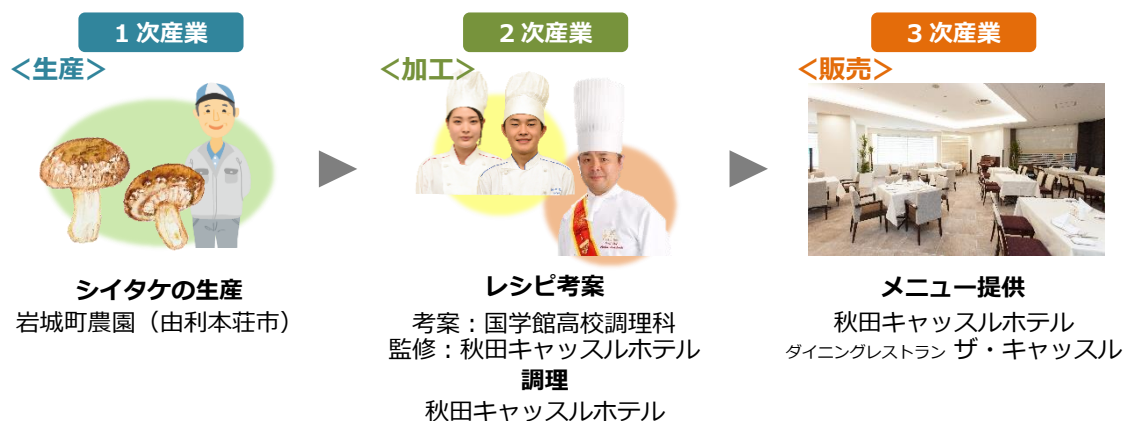 1次産業
<生産>
シイタケの生産
岩城町農園（由利本荘市）
2次産業
<加工>
レシピ考案
考案：国学館高校調理科
監修：秋田キャッスルホテル
調理
秋田キャッスルホテル
3次産業
<販売>
メニュー提供
秋田キャッスルホテル
ダイニングレストラン ザ・キャッスル